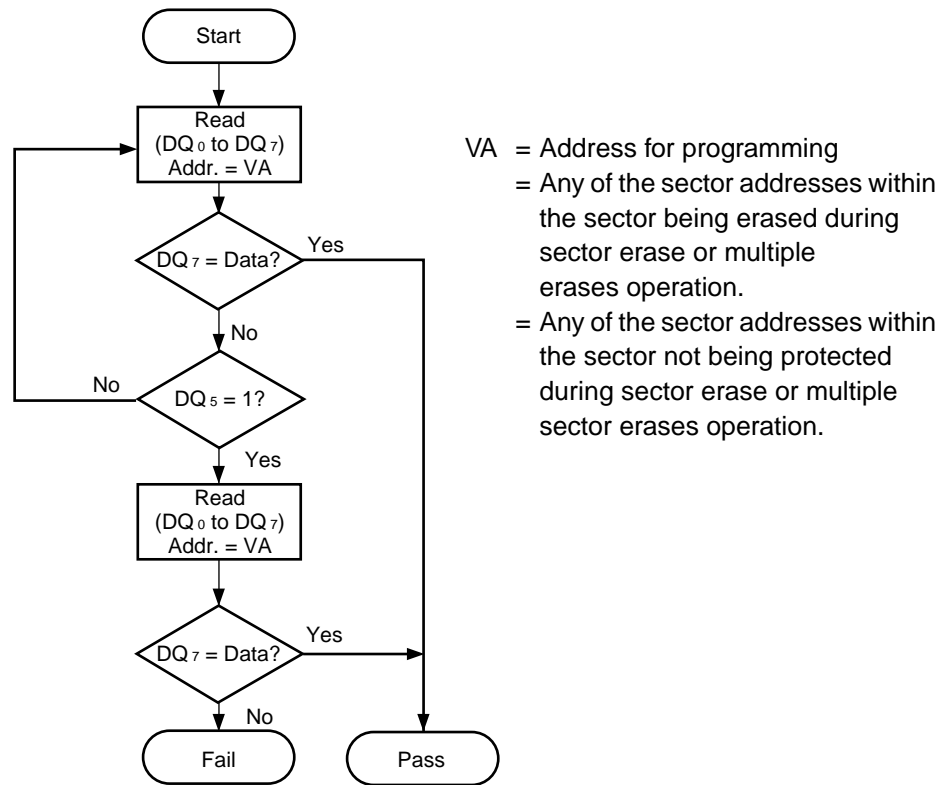 Start
Read
(DQ0 to DQ7)
Addr. = VA
DQ7 = Data?
Yes
No
DQ5 = 1?
No
Yes
Read
(DQ0 to DQ7)
Addr. = VA
DQ7 = Data?
Yes
No
Fail
Pass
VA = Address for programming
= Any of the sector addresses within
the sector being erased during
sector erase or multiple
erases operation.
= Any of the sector addresses within
the sector not being protected
during sector erase or multiple
sector erases operation.